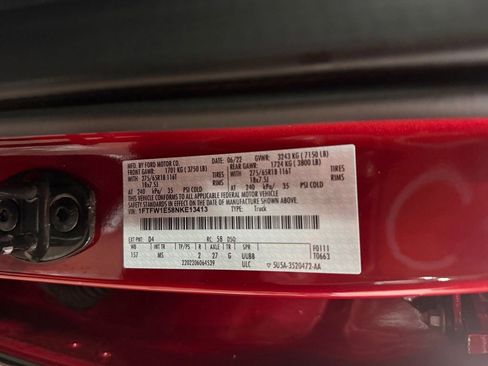 MFG. BY FORD MOTOR CO. DATE: 06/22 GVWR: 3243 KG ( 7150 LB)
FRONT GAWR: 1701 KG ( 3750 LB) REAR GAWR: 1724 KG ( 3800 LB)
WITH WITH
275/65R18 116T TIRES 275/65R18 116T TIRES
18x7.5J RIMS 18x7.5J RIMS
AT 240 kPa/ 35 PSI COLD AT 240 kPa/ 35 PSI COLD
THIS VEHICLE CONFORMS TO ALL APPLICABLE FEDERAL MOTOR VEHICLE
SAFETY STANDARDS IN EFFECT ON THE DATE OF MANUFACTURE SHOWN ABOVE.
VIN: 1FTFW1E58NKE13413 TYPE: Truck
EXT PNT: D4 RC: 58 DSO: F0111
WB INT TR TP/PS R AXLE TR SPR 10663
157 MS 2 27 G UUBB
2202206064529 ULC ▽ 5U5A-3520472-AA